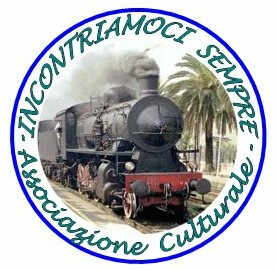 -INCONTRIAMOCI SEMPRE-
Associazione Culturale